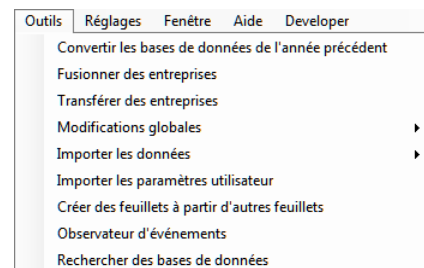 Outils Réglages Fenêtre Aide Developer
Convertir les bases de données de l'année précédent
Fusionner des entreprises
Transférer des entreprises
Modifications globales
Importer les données
Importer les paramètres utilisateur
Créer des feuillets à partir d'autres feuillets
Observateur d'événements
Rechercher des bases de données